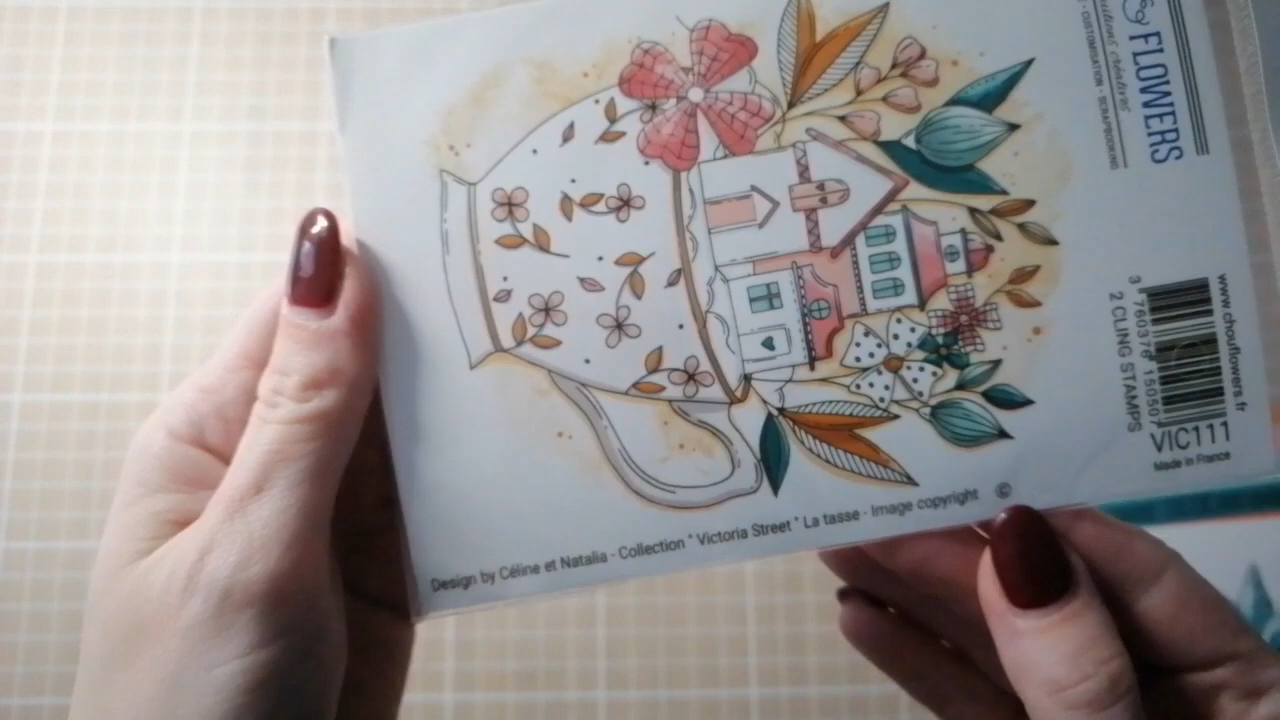 & FLOWERS
créatives
CUSTOMISATION - SCRAPBOOKING
www.chouflowers.fr
3 760376 150507
2 CLING STAMPS
VIC111
Made in France
Design by Céline et Natalia - Collection " Victoria Street " La tasse - Image copyright ©